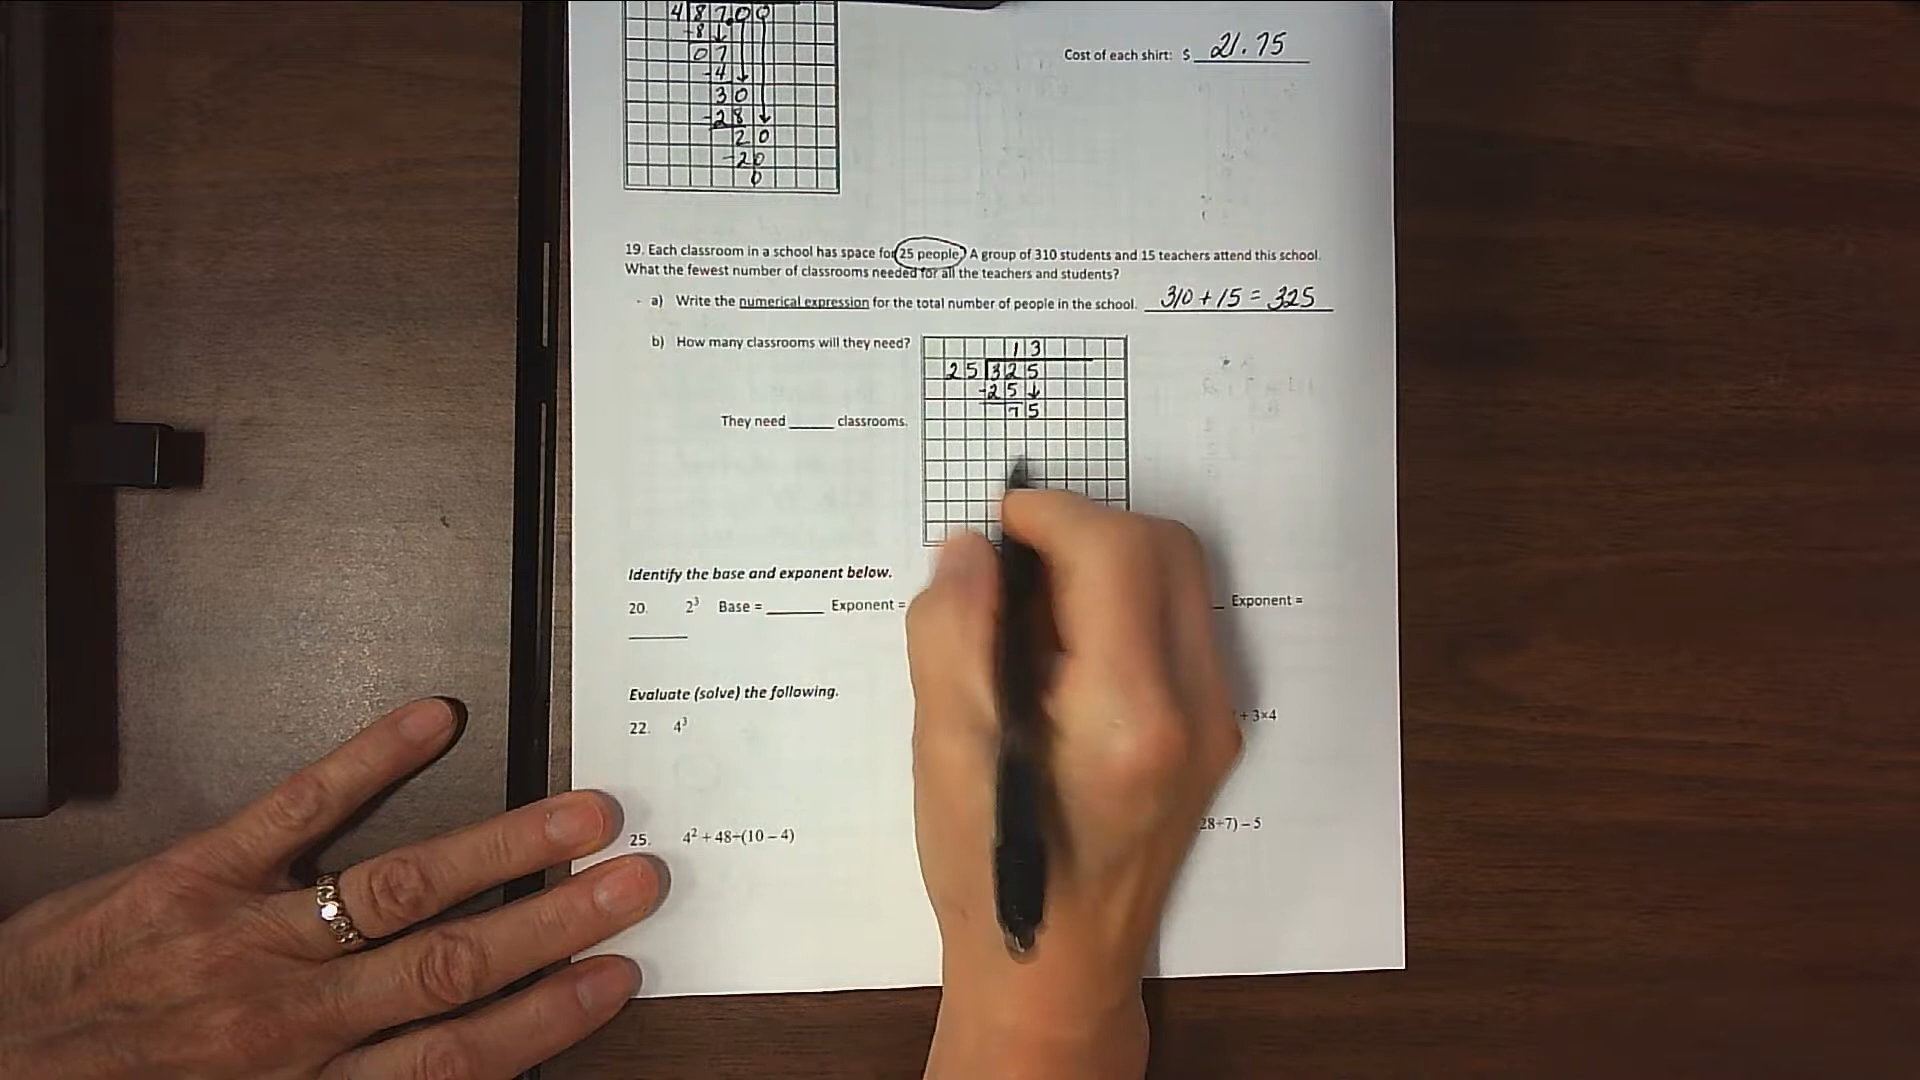 4 8 7.0 0
-8
0 7
-4
3 0
-2 8
2 0
-2 0
0
Cost of each shirt: $ 21.75
19. Each classroom in a school has space for 25 people. A group of 310 students and 15 teachers attend this school.
What the fewest number of classrooms needed for all the teachers and students?
a) Write the numerical expression for the total number of people in the school. 310 + 15 = 325
b) How many classrooms will they need?
1 3
2 5 3 2 5
-2 5
7 5
They need ______ classrooms.
Identify the base and exponent below.
20. 2³ Base = ______ Exponent = Exponent =
______
Evaluate (solve) the following.
22. 4³ + 3×4
25. 4² + 48÷(10 – 4) 28÷7) – 5